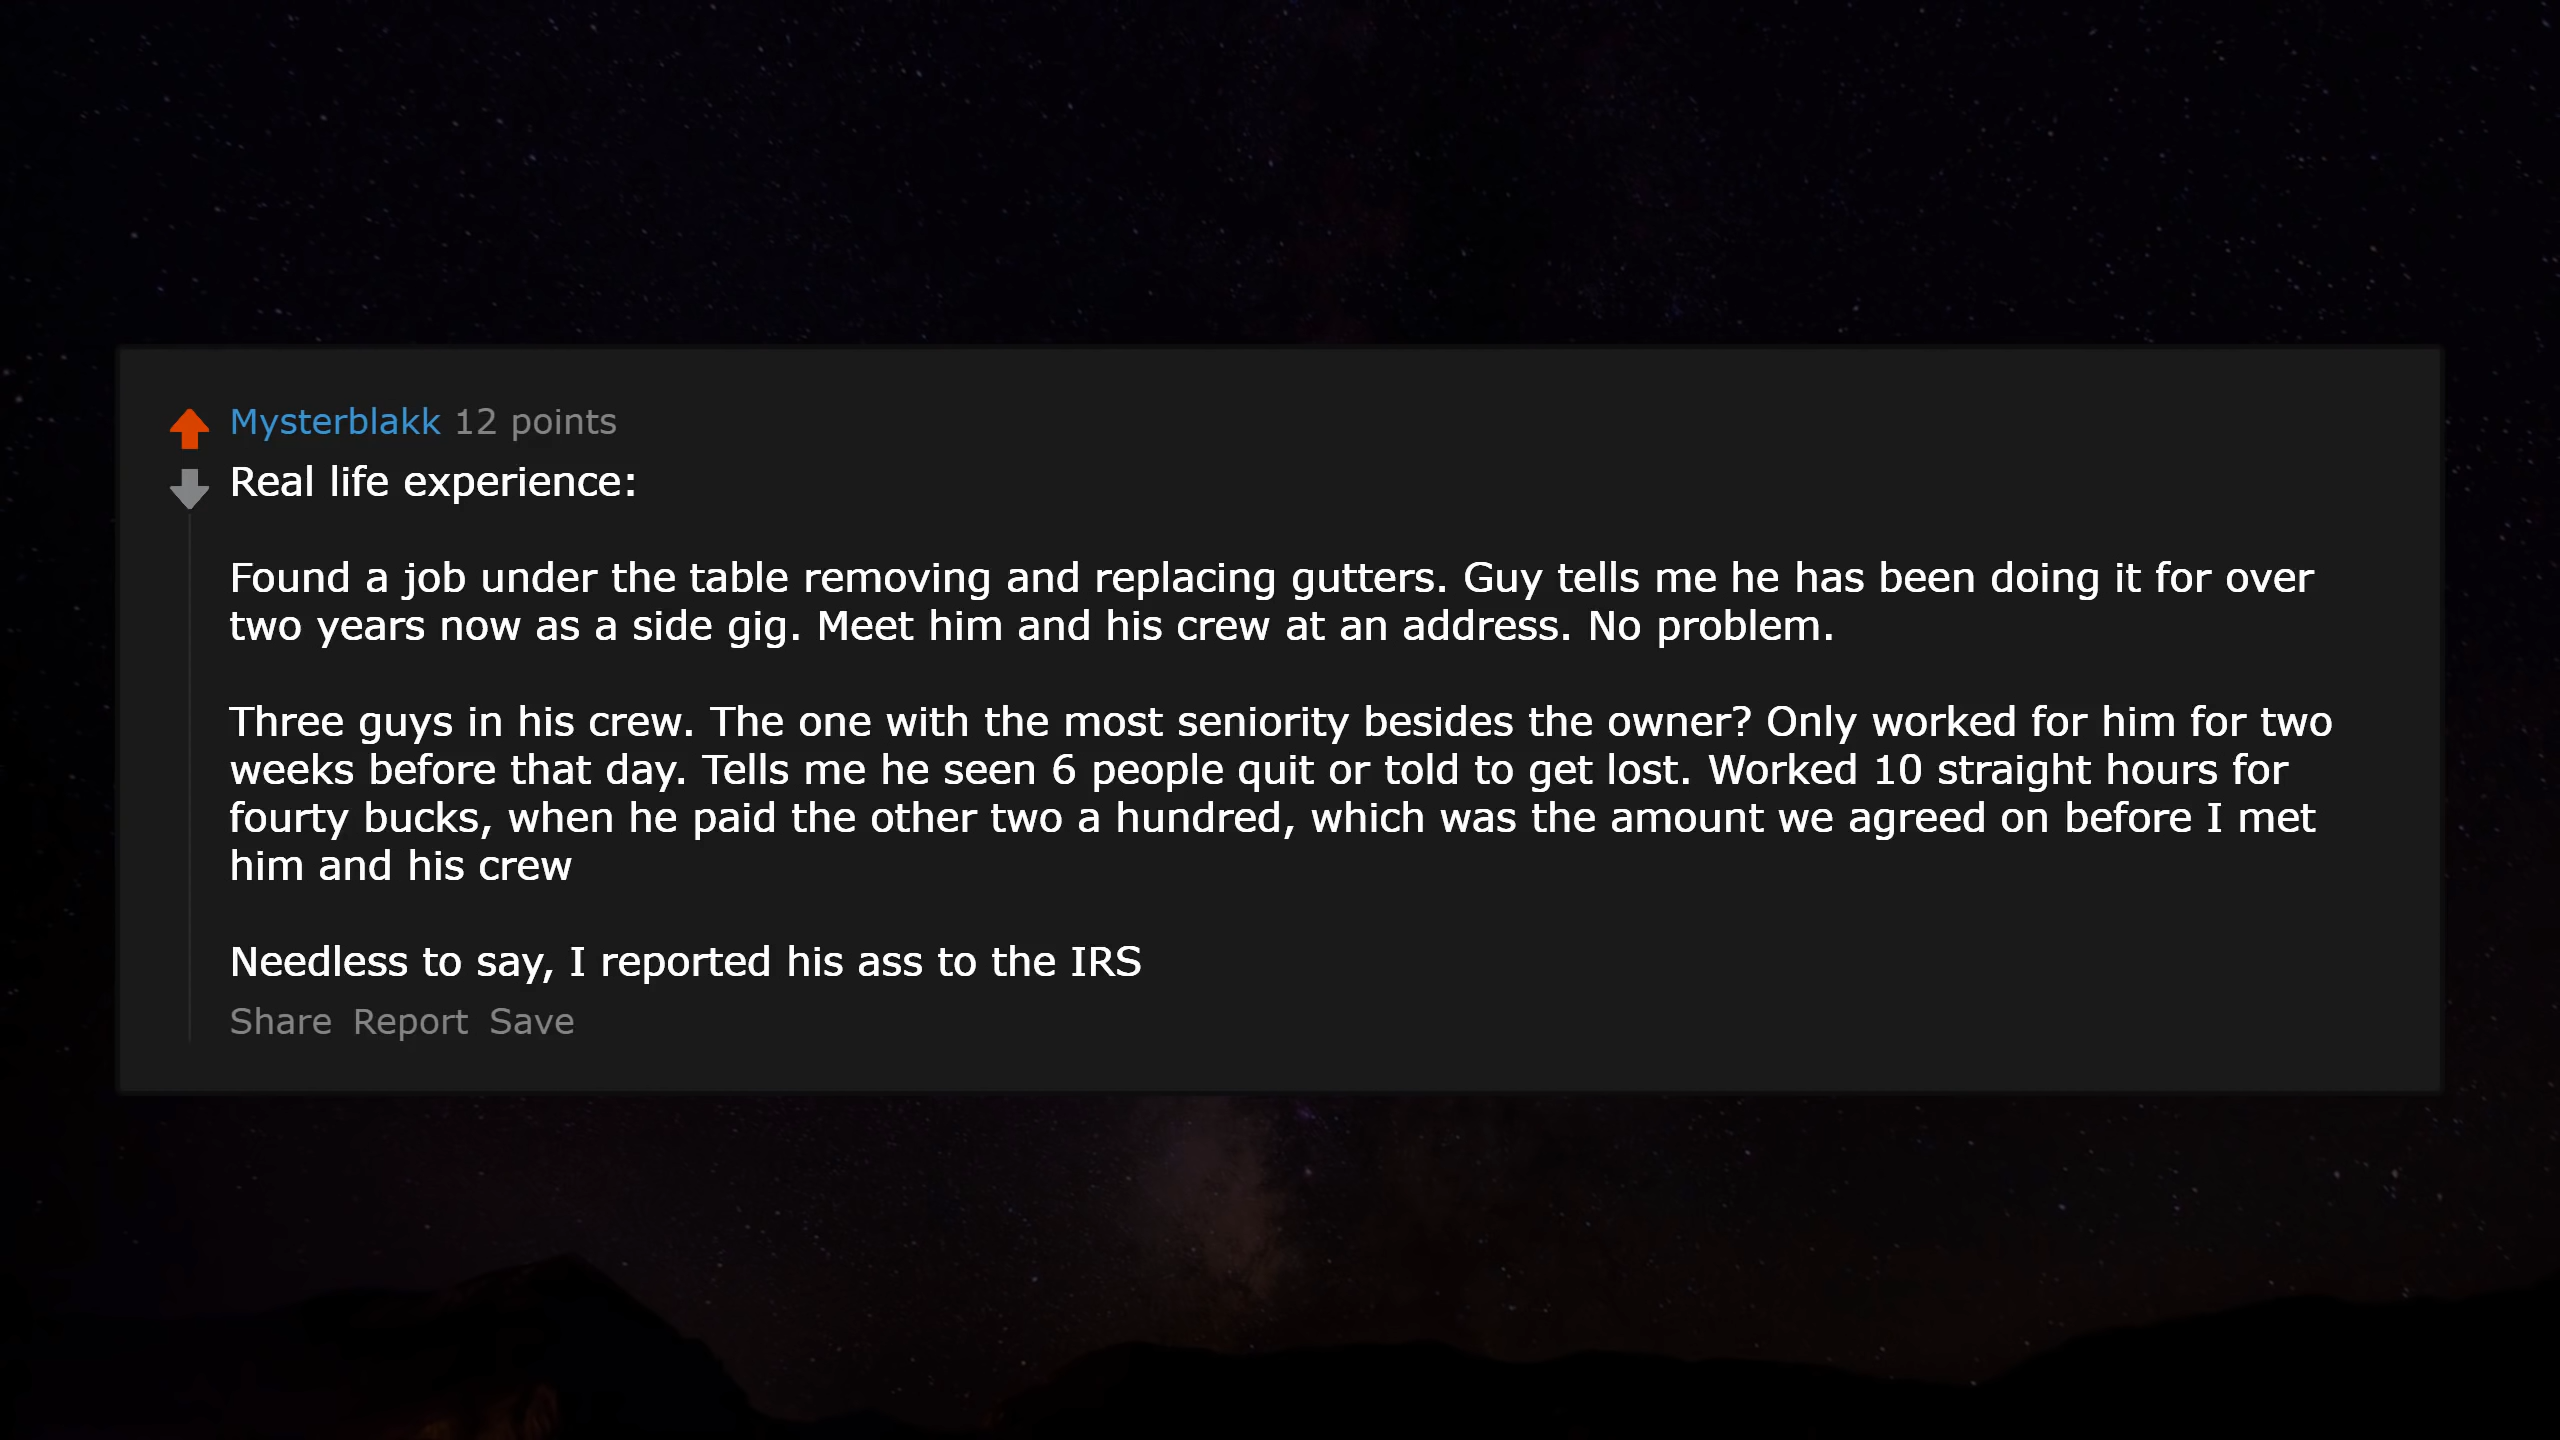 Mysterblakk 12 points
Real life experience:
Found a job under the table removing and replacing gutters. Guy tells me he has been doing it for over
two years now as a side gig. Meet him and his crew at an address. No problem.
Three guys in his crew. The one with the most seniority besides the owner? Only worked for him for two
weeks before that day. Tells me he seen 6 people quit or told to get lost. Worked 10 straight hours for
fourty bucks, when he paid the other two a hundred, which was the amount we agreed on before I met
him and his crew
Needless to say, I reported his ass to the IRS
Share Report Save